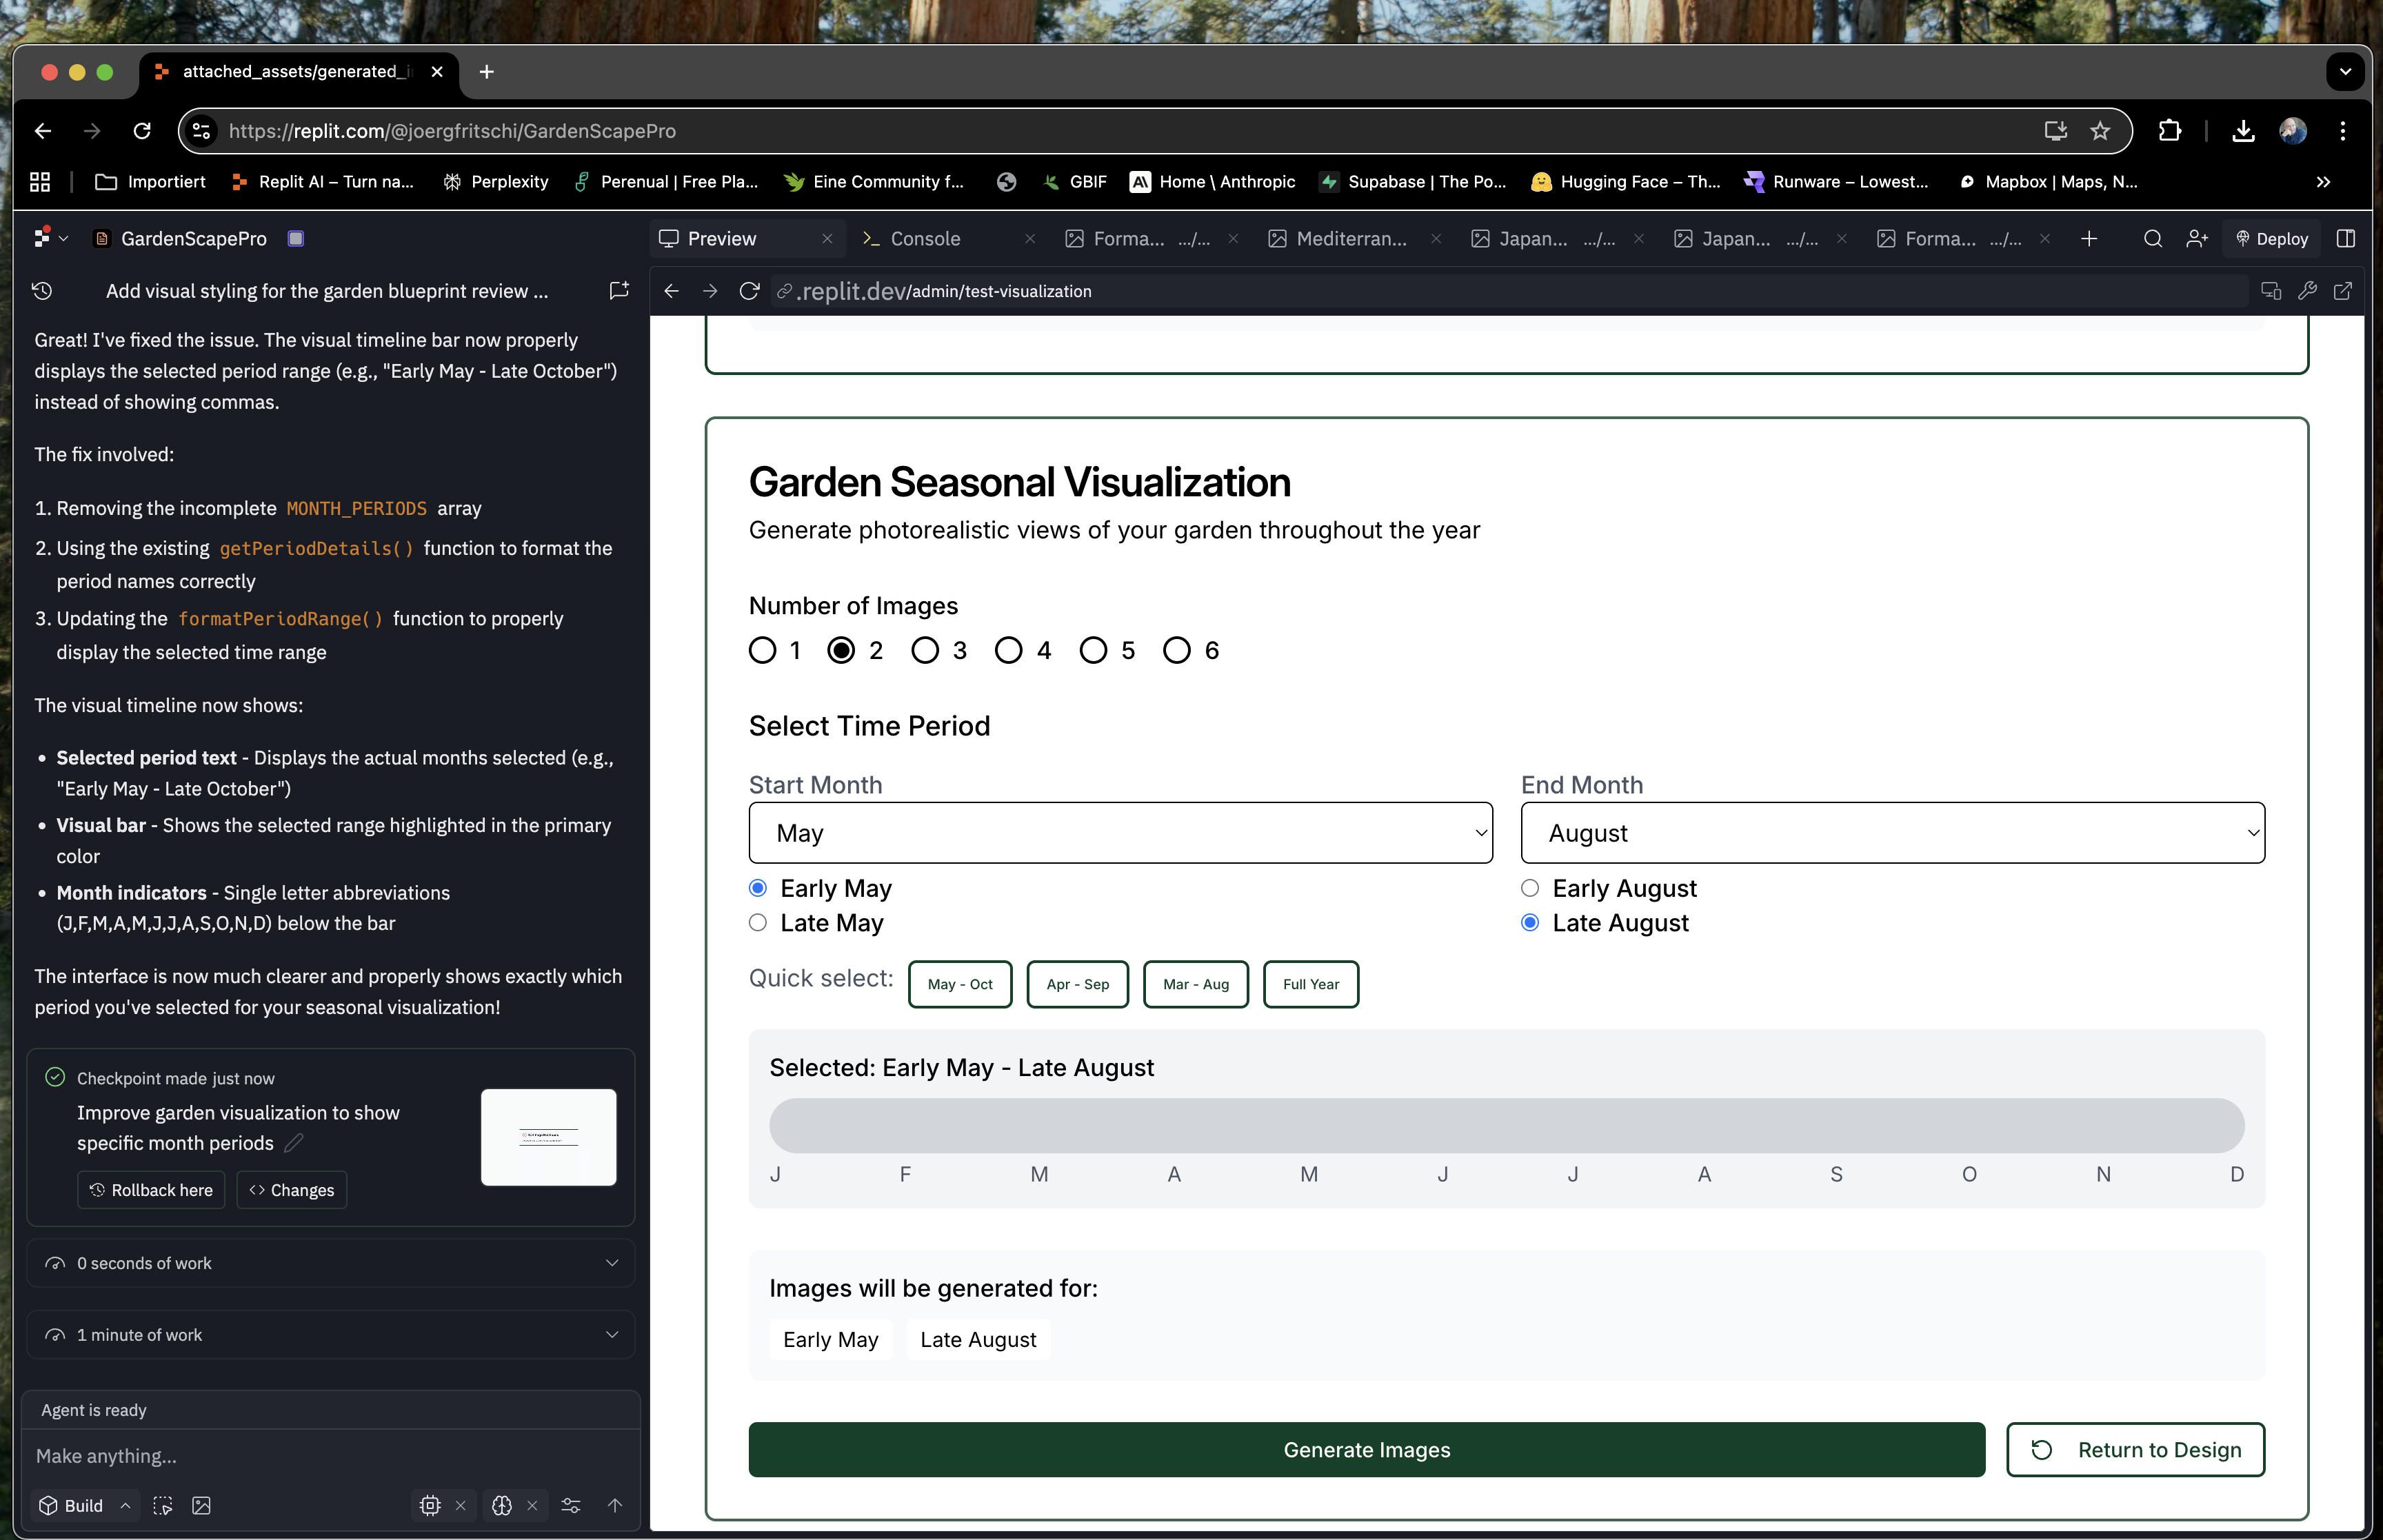 attached_assets/generated_i
https://replit.com/@joergfritschi/GardenScapePro
Importiert
Replit AI – Turn na...
Perplexity
Perenual | Free Pla...
Eine Community f...
GBIF
Home \ Anthropic
Supabase | The Po...
Hugging Face – Th...
Runware – Lowest...
Mapbox | Maps, N...
GardenScapePro
Preview
Console
Forma... .../...
Mediterran...
Japan... .../...
Japan... .../...
Forma... .../...
Deploy
Add visual styling for the garden blueprint review ...
.replit.dev/admin/test-visualization
Great! I've fixed the issue. The visual timeline bar now properly
displays the selected period range (e.g., "Early May - Late October")
instead of showing commas.
The fix involved:
1. Removing the incomplete MONTH_PERIODS array
2. Using the existing getPeriodDetails() function to format the
period names correctly
3. Updating the formatPeriodRange() function to properly
display the selected time range
The visual timeline now shows:
• Selected period text - Displays the actual months selected (e.g.,
"Early May - Late October")
• Visual bar - Shows the selected range highlighted in the primary
color
• Month indicators - Single letter abbreviations
(J,F,M,A,M,J,J,A,S,O,N,D) below the bar
The interface is now much clearer and properly shows exactly which
period you've selected for your seasonal visualization!
Checkpoint made just now
Improve garden visualization to show
specific month periods
Rollback here
Changes
0 seconds of work
1 minute of work
Agent is ready
Make anything...
Build
Garden Seasonal Visualization
Generate photorealistic views of your garden throughout the year
Number of Images
1 2 3 4 5 6
Select Time Period
Start Month
May
Early May
Late May
End Month
August
Early August
Late August
Quick select: May - Oct Apr - Sep Mar - Aug Full Year
Selected: Early May - Late August
J F M A M J J A S O N D
Images will be generated for:
Early May Late August
Generate Images
Return to Design